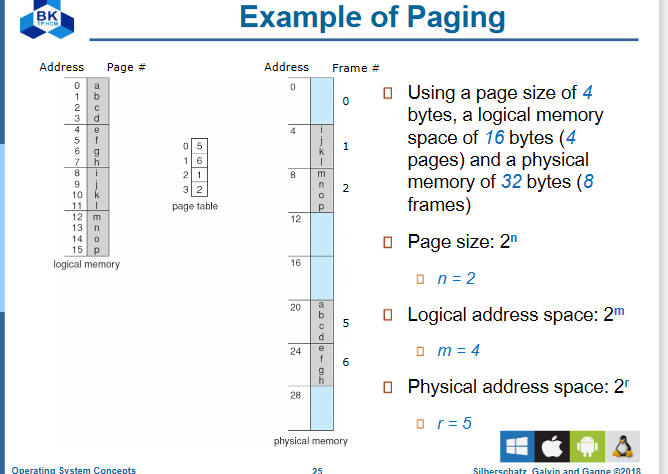 BK
TP.HCM
Example of Paging
Address Page #
0 a
1 b
2 c
3 d
4 e
5 f
6 g
7 h
8 i
9 j
10 k
11 l
12 m
13 n
14 o
15 p
logical memory
0 5
1 6
2 1
3 2
page table
Address Frame #
0
0
4 i
j 1
k
l
8 m
n 2
o
p
12
16
20 a
b
c 5
d
24 e
f 6
g
h
28
physical memory
Using a page size of 4
bytes, a logical memory
space of 16 bytes (4
pages) and a physical
memory of 32 bytes (8
frames)
Page size: 2ⁿ
n = 2
Logical address space: 2ᵐ
m = 4
Physical address space: 2ʳ
r = 5
Operating System Concepts 25 Silberschatz, Galvin and Gagne ©2018